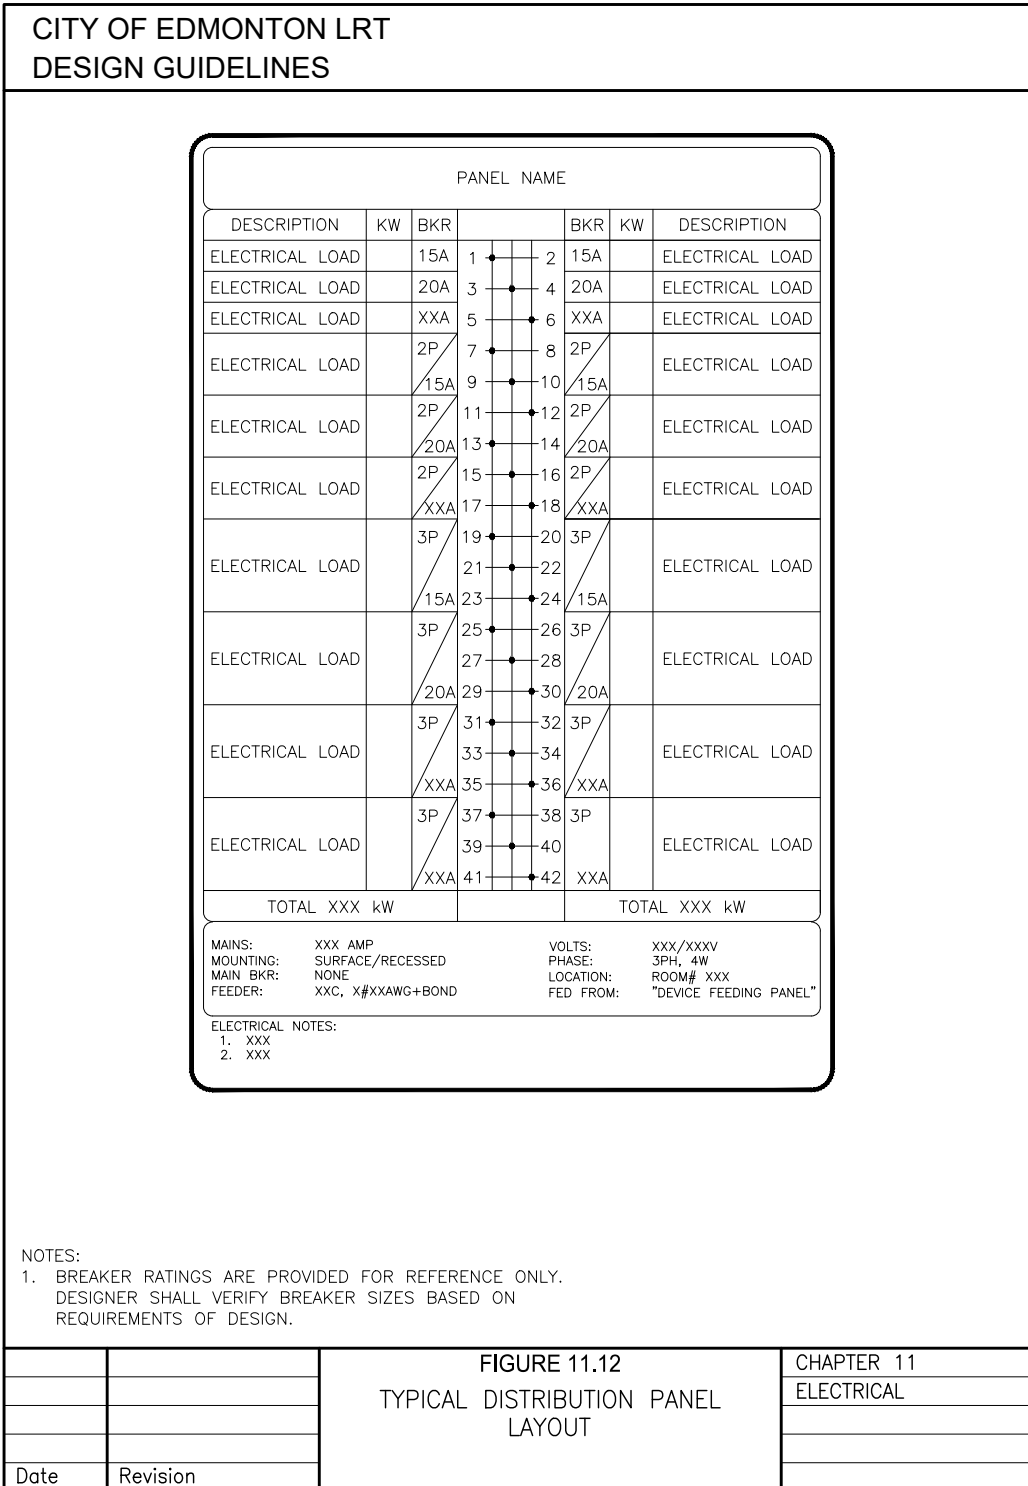 CITY OF EDMONTON LRT
DESIGN GUIDELINES
PANEL NAME
DESCRIPTION KW BKR BKR KW DESCRIPTION
ELECTRICAL LOAD 15A 1 2 15A ELECTRICAL LOAD
ELECTRICAL LOAD 20A 3 4 20A ELECTRICAL LOAD
ELECTRICAL LOAD XXA 5 6 XXA ELECTRICAL LOAD
2P 7 8 2P
ELECTRICAL LOAD ELECTRICAL LOAD
15A 9 10 15A
2P 11 12 2P
ELECTRICAL LOAD ELECTRICAL LOAD
20A 13 14 20A
2P 15 16 2P
ELECTRICAL LOAD ELECTRICAL LOAD
XXA 17 18 XXA
3P 19 20 3P
ELECTRICAL LOAD 21 22 ELECTRICAL LOAD
15A 23 24 15A
3P 25 26 3P
ELECTRICAL LOAD 27 28 ELECTRICAL LOAD
20A 29 30 20A
3P 31 32 3P
ELECTRICAL LOAD 33 34 ELECTRICAL LOAD
XXA 35 36 XXA
3P 37 38 3P
ELECTRICAL LOAD 39 40 ELECTRICAL LOAD
XXA 41 42 XXA
TOTAL XXX kW TOTAL XXX kW
MAINS: XXX AMP VOLTS: XXX/XXXV
MOUNTING: SURFACE/RECESSED PHASE: 3PH, 4W
MAIN BKR: NONE LOCATION: ROOM# XXX
FEEDER: XXC, X#XXAWG+BOND FED FROM: "DEVICE FEEDING PANEL"
ELECTRICAL NOTES:
1. XXX
2. XXX
NOTES:
1. BREAKER RATINGS ARE PROVIDED FOR REFERENCE ONLY.
DESIGNER SHALL VERIFY BREAKER SIZES BASED ON
REQUIREMENTS OF DESIGN.
FIGURE 11.12
TYPICAL DISTRIBUTION PANEL
LAYOUT
CHAPTER 11
ELECTRICAL
Date Revision